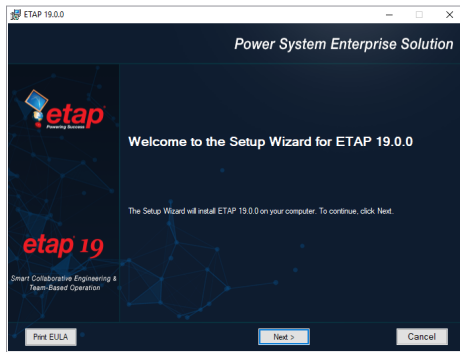 ETAP 19.0.0
Power System Enterprise Solution
etap
Powering Success
Welcome to the Setup Wizard for ETAP 19.0.0
The Setup Wizard will install ETAP 19.0.0 on your computer. To continue, click Next.
etap 19
Smart Collaborative Engineering &
Team-Based Operation
Print EULA
Next >
Cancel